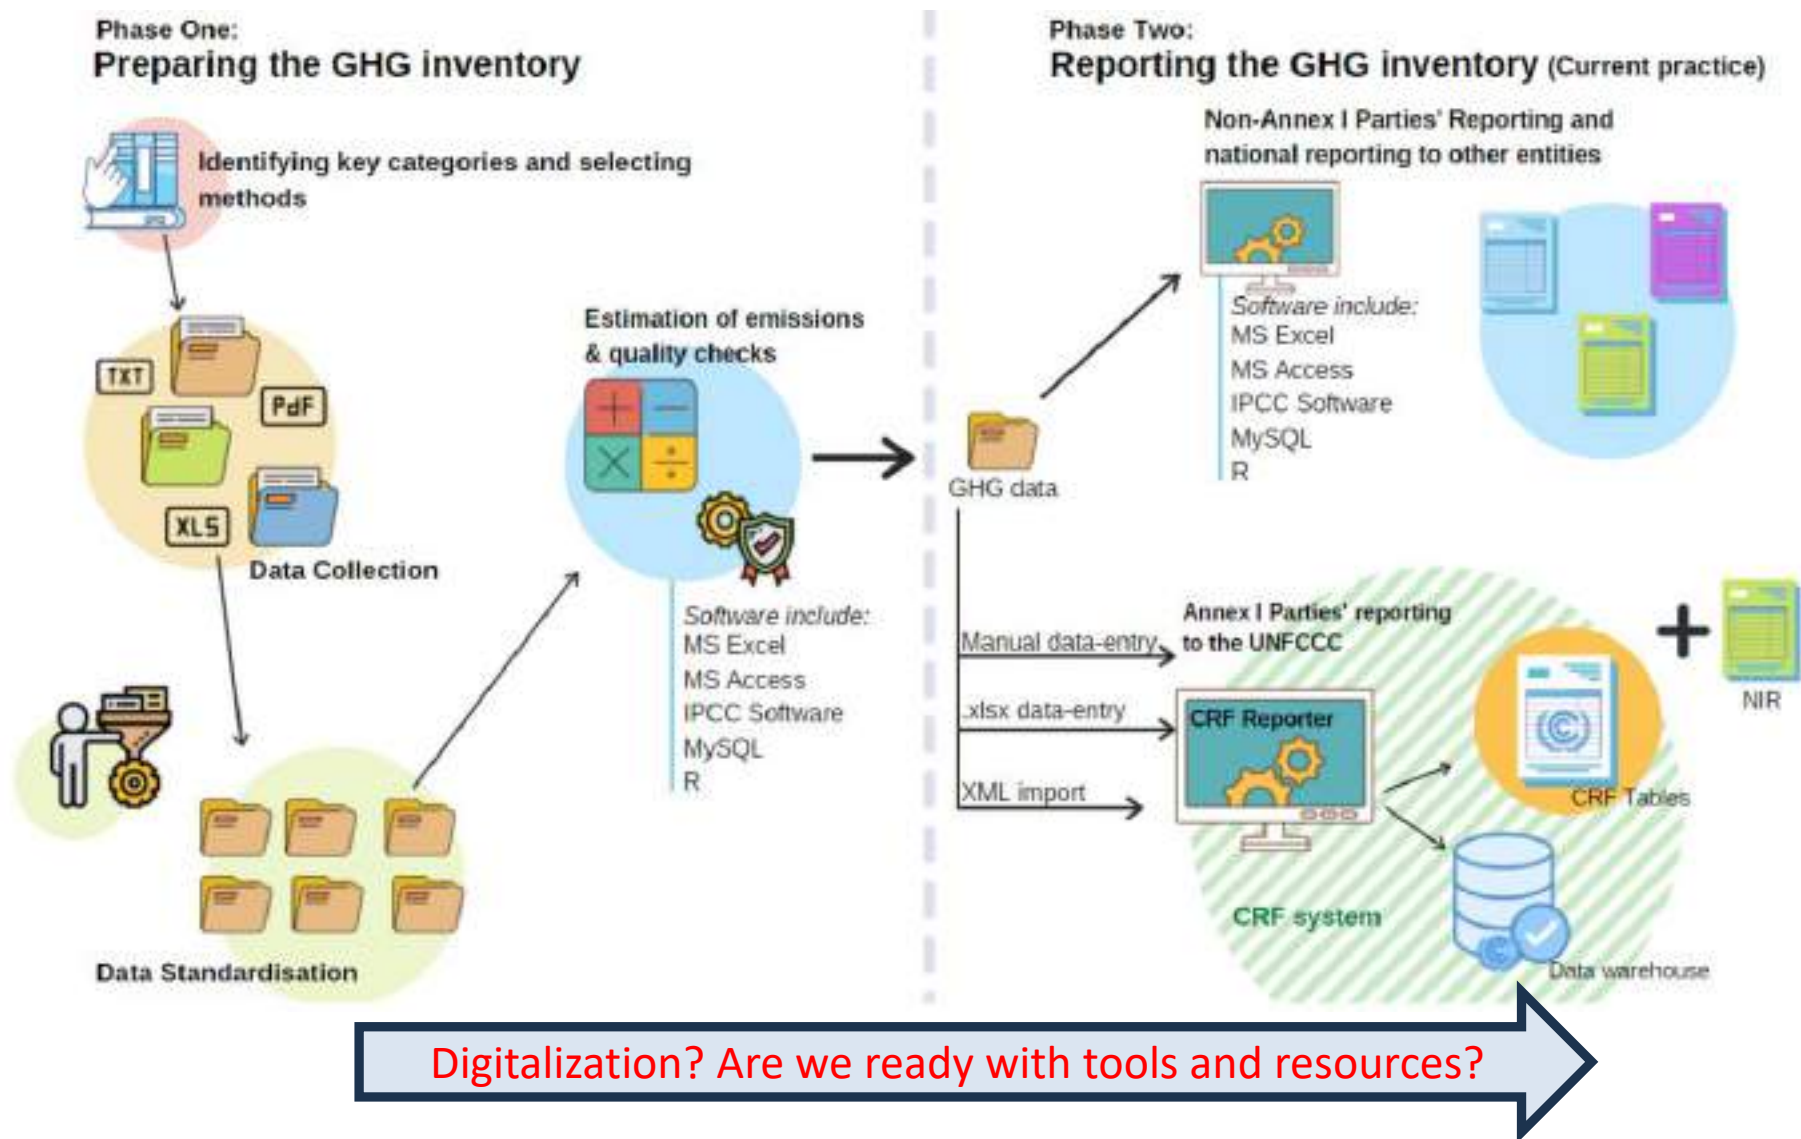 Phase One:
Preparing the GHG inventory
Identifying key categories and selecting
methods
TXT
PdF
XLS
Data Collection
Data Standardisation
Estimation of emissions
& quality checks
Software include:
MS Excel
MS Access
IPCC Software
MySQL
R
Phase Two:
Reporting the GHG inventory (Current practice)
Non-Annex I Parties' Reporting and
national reporting to other entities
Software include:
MS Excel
MS Access
IPCC Software
MySQL
R
GHG data
Manual data-entry
.xlsx data-entry
XML import
Annex I Parties' reporting
to the UNFCCC
CRF Reporter
CRF Tables
NIR
CRF system
Data warehouse
Digitalization? Are we ready with tools and resources?